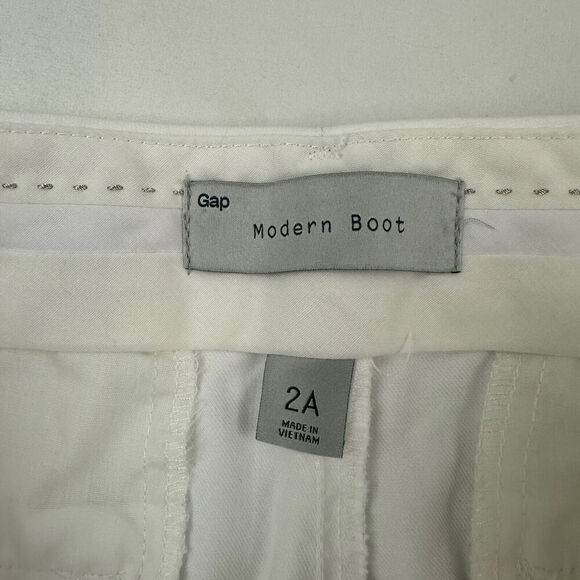 Gap
Modern Boot
2A
MADE IN
VIETNAM